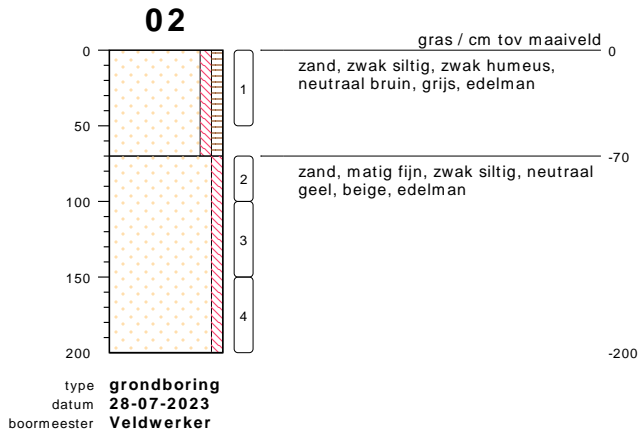 02
gras / cm tov maaiveld
0
0
zand, zwak siltig, zwak humeus,
neutraal bruin, grijs, edelman
1
50
-70
zand, matig fijn, zwak siltig, neutraal
geel, beige, edelman
2
100
3
150
4
200
-200
type grondboring
datum 28-07-2023
boormeester Veldwerker